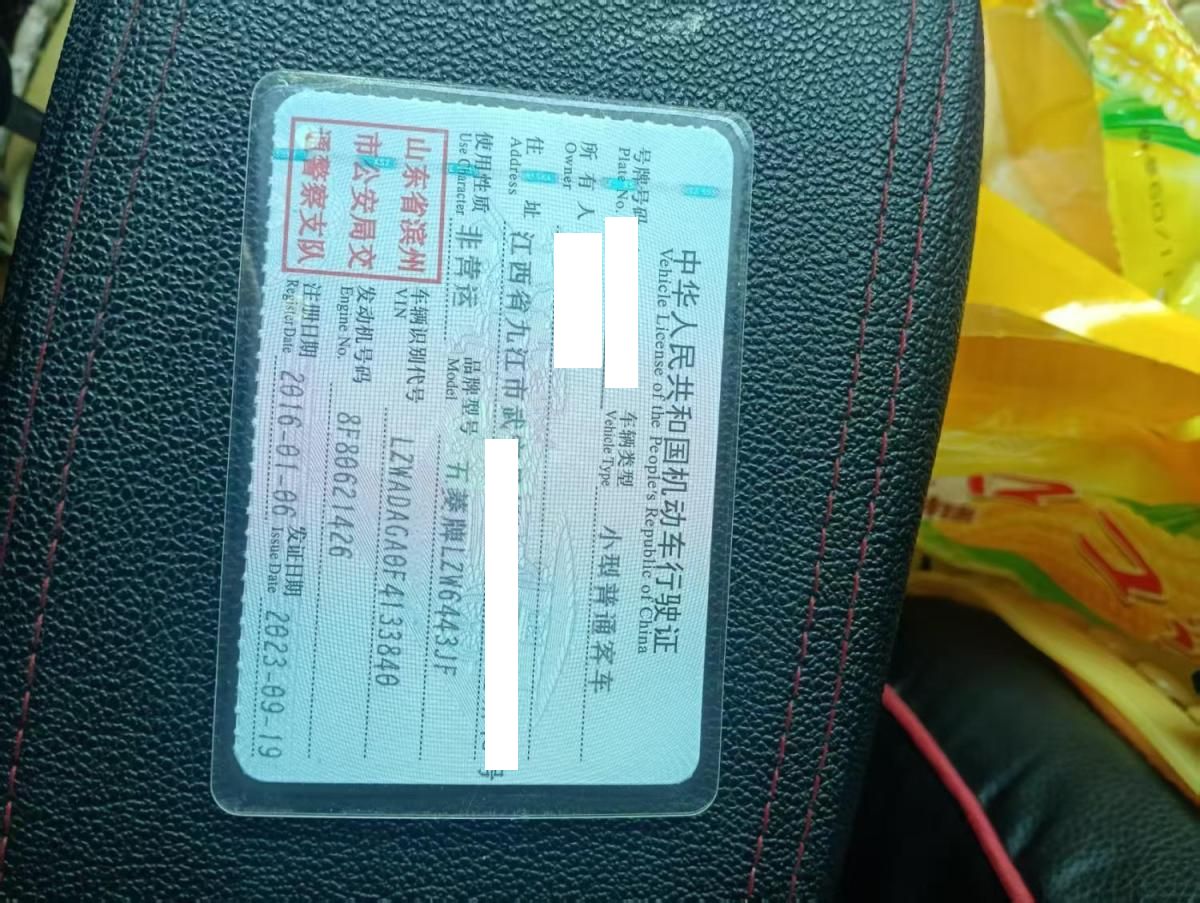 中华人民共和国机动车行驶证
Vehicle License of the People's Republic of China
号牌号码
Plate No.
车辆类型
Vehicle Type
小型普通客车
所有人
Owner
住址
Address
江西省九江市武
号
使用性质
Use Character
非营运
品牌型号
Model
五菱牌LZW6443JF
山东省滨州
市公安局交
通警察支队
车辆识别代号
VIN
LZWADAGA0F4133840
发动机号码
Engine No.
8F80621426
注册日期
Register Date
2016-01-06
发证日期
Issue Date
2023-09-19